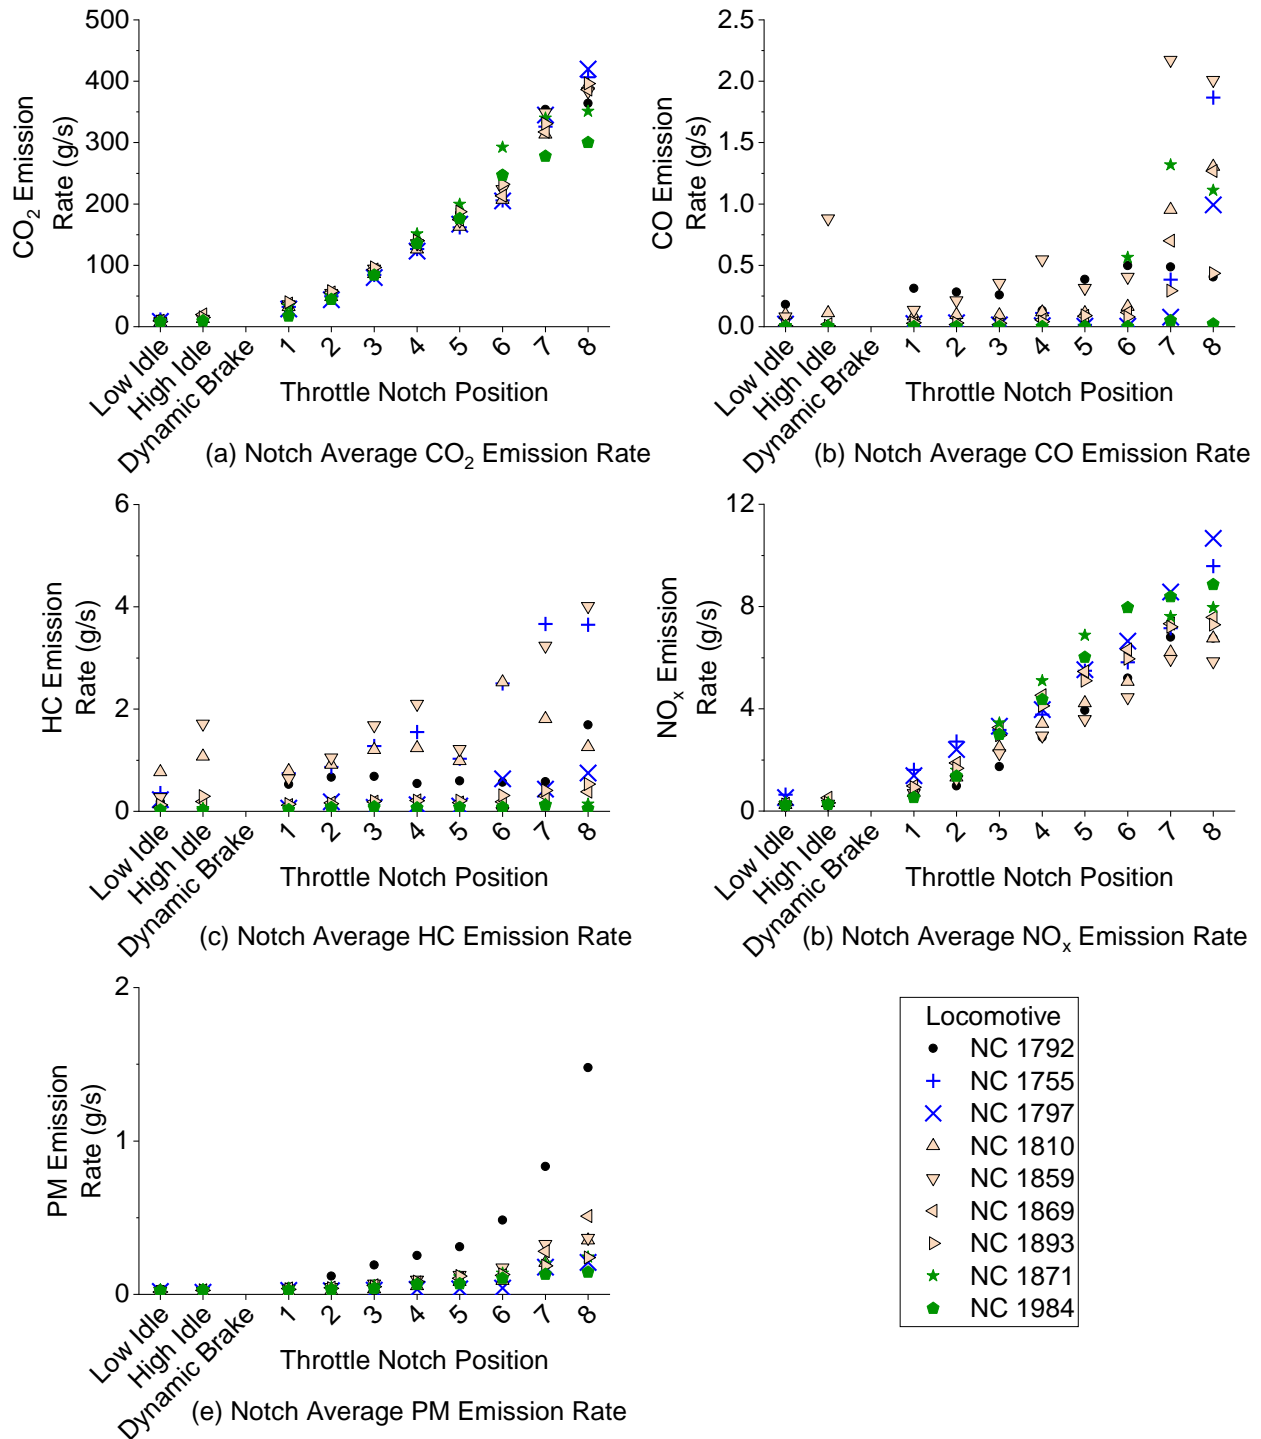 500
400
300
200
100
0
CO2 Emission
Rate (g/s)
Low Idle
High Idle
Dynamic Brake
1
2
3
4
5
6
7
8
Throttle Notch Position
(a) Notch Average CO2 Emission Rate
2.5
2.0
1.5
1.0
0.5
0.0
CO Emission
Rate (g/s)
Low Idle
High Idle
Dynamic Brake
1
2
3
4
5
6
7
8
Throttle Notch Position
(b) Notch Average CO Emission Rate
6
4
2
0
HC Emission
Rate (g/s)
Low Idle
High Idle
Dynamic Brake
1
2
3
4
5
6
7
8
Throttle Notch Position
(c) Notch Average HC Emission Rate
12
8
4
0
NOx Emission
Rate (g/s)
Low Idle
High Idle
Dynamic Brake
1
2
3
4
5
6
7
8
Throttle Notch Position
(b) Notch Average NOx Emission Rate
2
1
0
PM Emission
Rate (g/s)
Low Idle
High Idle
Dynamic Brake
1
2
3
4
5
6
7
8
Throttle Notch Position
(e) Notch Average PM Emission Rate
Locomotive
NC 1792
NC 1755
NC 1797
NC 1810
NC 1859
NC 1869
NC 1893
NC 1871
NC 1984